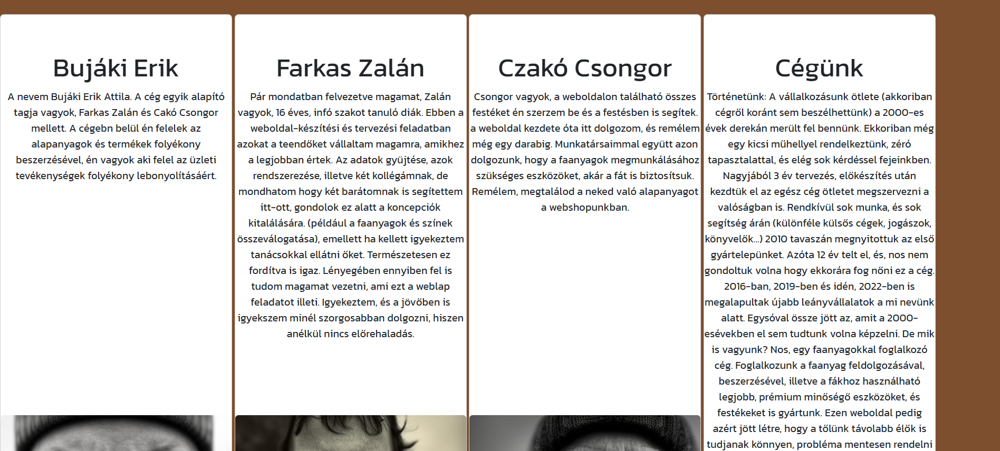 Bujáki Erik
A nevem Bujáki Erik Attila. A cég egyik alapító
tagja vagyok, Farkas Zalán és Cakó Csongor
mellett. A cégebn belül én felelek az
alapanyagok és termékek folyékony
beszerzésével, én vagyok aki felel az üzleti
tevékenységek folyékony lebonyolításáért.
Farkas Zalán
Pár mondatban felvezetve magamat, Zalán
vagyok, 16 éves, infó szakot tanuló diák. Ebben a
weboldal-készítési és tervezési feladatban
azokat a teendőket vállaltam magamra, amikhez
a legjobban értek. Az adatok gyüjtése, azok
rendszerezése, illetve két kollégámnak, de
mondhatom hogy két barátomnak is segítettem
itt-ott, gondolok ez alatt a koncepciók
kitalálására. (például a faanyagok és színek
összeválogatása), emellett ha kellett igyekeztem
tanácsokkal ellátni őket. Természetesen ez
fordítva is igaz. Lényegében ennyiben fel is
tudom magamat vezetni, ami ezt a weblap
feladatot illeti. Igyekeztem, és a jövőben is
igyekszem minél szorgosabban dolgozni, hiszen
anélkül nincs előrehaladás.
Czakó Csongor
Csongor vagyok, a weboldalon található összes
festéket én szerzem be és a festésben is segítek.
a weboldal kezdete óta itt dolgozom, és remélem
még egy darabig. Munkatársaimmal együtt azon
dolgozunk, hogy a faanyagok megmunkálásához
szükséges eszközöket, akár a fát is biztosítsuk.
Remélem, megtalálod a neked való alapanyagot
a webshopunkban.
Cégünk
Történetünk: A vállalkozásunk ötlete (akkoriban
cégről koránt sem beszélhettünk) a 2000-es
évek derekán merült fel bennünk. Ekkoriban még
egy kicsi műhellyel rendelkeztünk, zéró
tapasztalattal, és elég sok kérdéssel fejeinkben.
Nagyjából 3 év tervezés, előkészítés után
kezdtük el az egész cég ötletet megszervezni a
valóságban is. Rendkívül sok munka, és sok
segítség árán (különféle külsős cégek, jogászok,
könyvelők...) 2010 tavaszán megnyitottuk az első
gyártelepünket. Azóta 12 év telt el, és, nos nem
gondoltuk volna hogy ekkorára fog nőni ez a cég.
2016-ban, 2019-ben és idén, 2022-ben is
megalapultak újabb leányvállalatok a mi nevünk
alatt. Egysóval össze jött az, amit a 2000-
esévekben el sem tudtunk volna képzelni. De mik
is vagyunk? Nos, egy faanyagokkal foglalkozó
cég. Foglalkozunk a faanyag feldolgozásával,
beszerzésével, illetve a fákhoz használható
legjobb, prémium minőségő eszközöket, és
festékeket is gyártunk. Ezen weboldal pedig
azért jött létre, hogy a tőlünk távolabb élők is
tudjanak könnyen, probléma mentesen rendelni